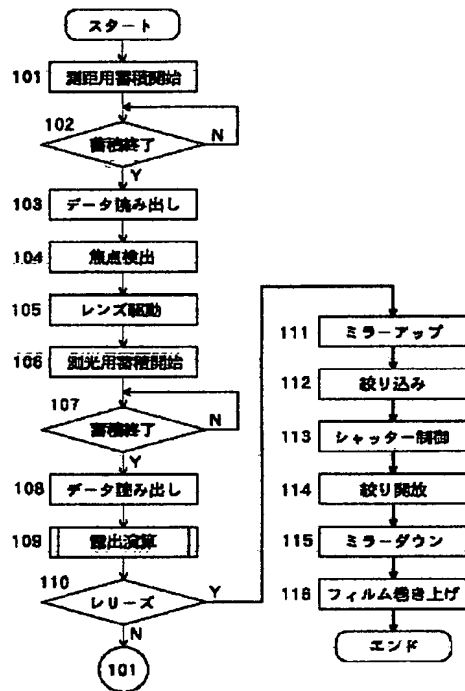 スタート
101 測距用蓄積開始
102 蓄積終了 N
Y
103 データ読み出し
104 焦点検出
105 レンズ駆動
106 測光用蓄積開始
107 蓄積終了 N
Y
108 データ読み出し
109 露出演算
110 レリーズ Y
N
101
111 ミラーアップ
112 絞り込み
113 シャッター制御
114 絞り開放
115 ミラーダウン
116 フィルム巻き上げ
エンド